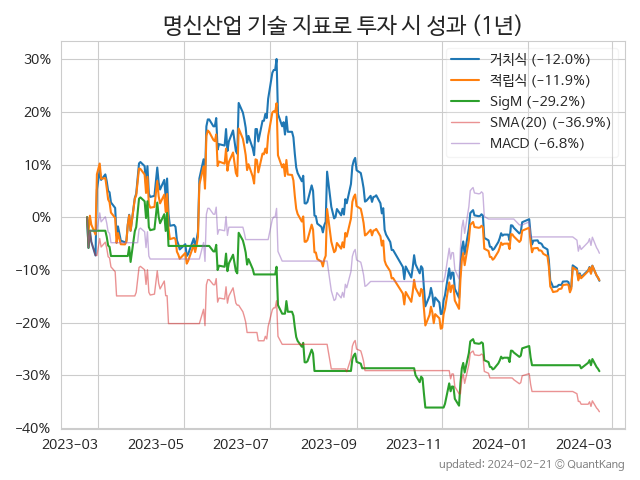 명신산업 기술 지표로 투자 시 성과 (1년)
거치식 (−12.0%)
적립식 (−11.9%)
SigM (−29.2%)
SMA(20) (−36.9%)
MACD (−6.8%)
30%
20%
10%
0%
−10%
−20%
−30%
−40%
2023-03 2023-05 2023-07 2023-09 2023-11 2024-01 2024-03
updated: 2024-02-21 © QuantKang